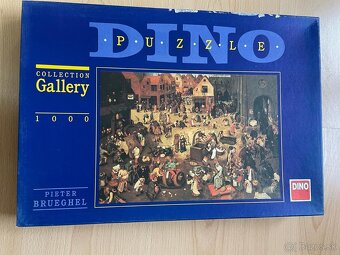 DINO
PUZZLE
COLLECTION
Gallery
1000
PIETER
BRUEGHEL
DINO